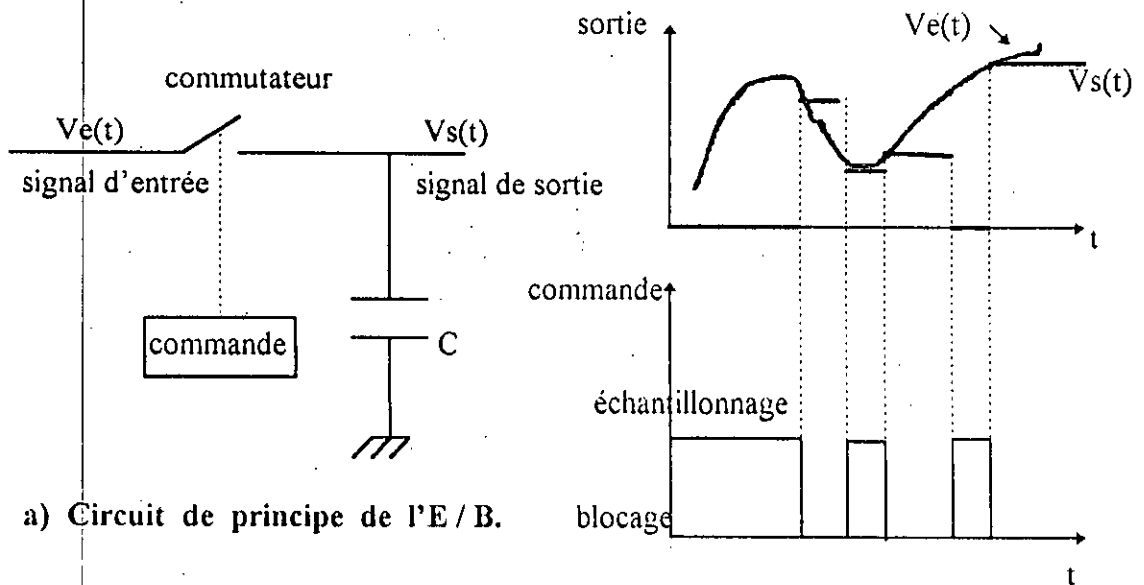 commutateur
Ve(t)
Vs(t)
signal d'entrée
signal de sortie
commande
C
a) Circuit de principe de l'E / B.
sortie
Ve(t)
Vs(t)
t
commande
échantillonnage
blocage
t